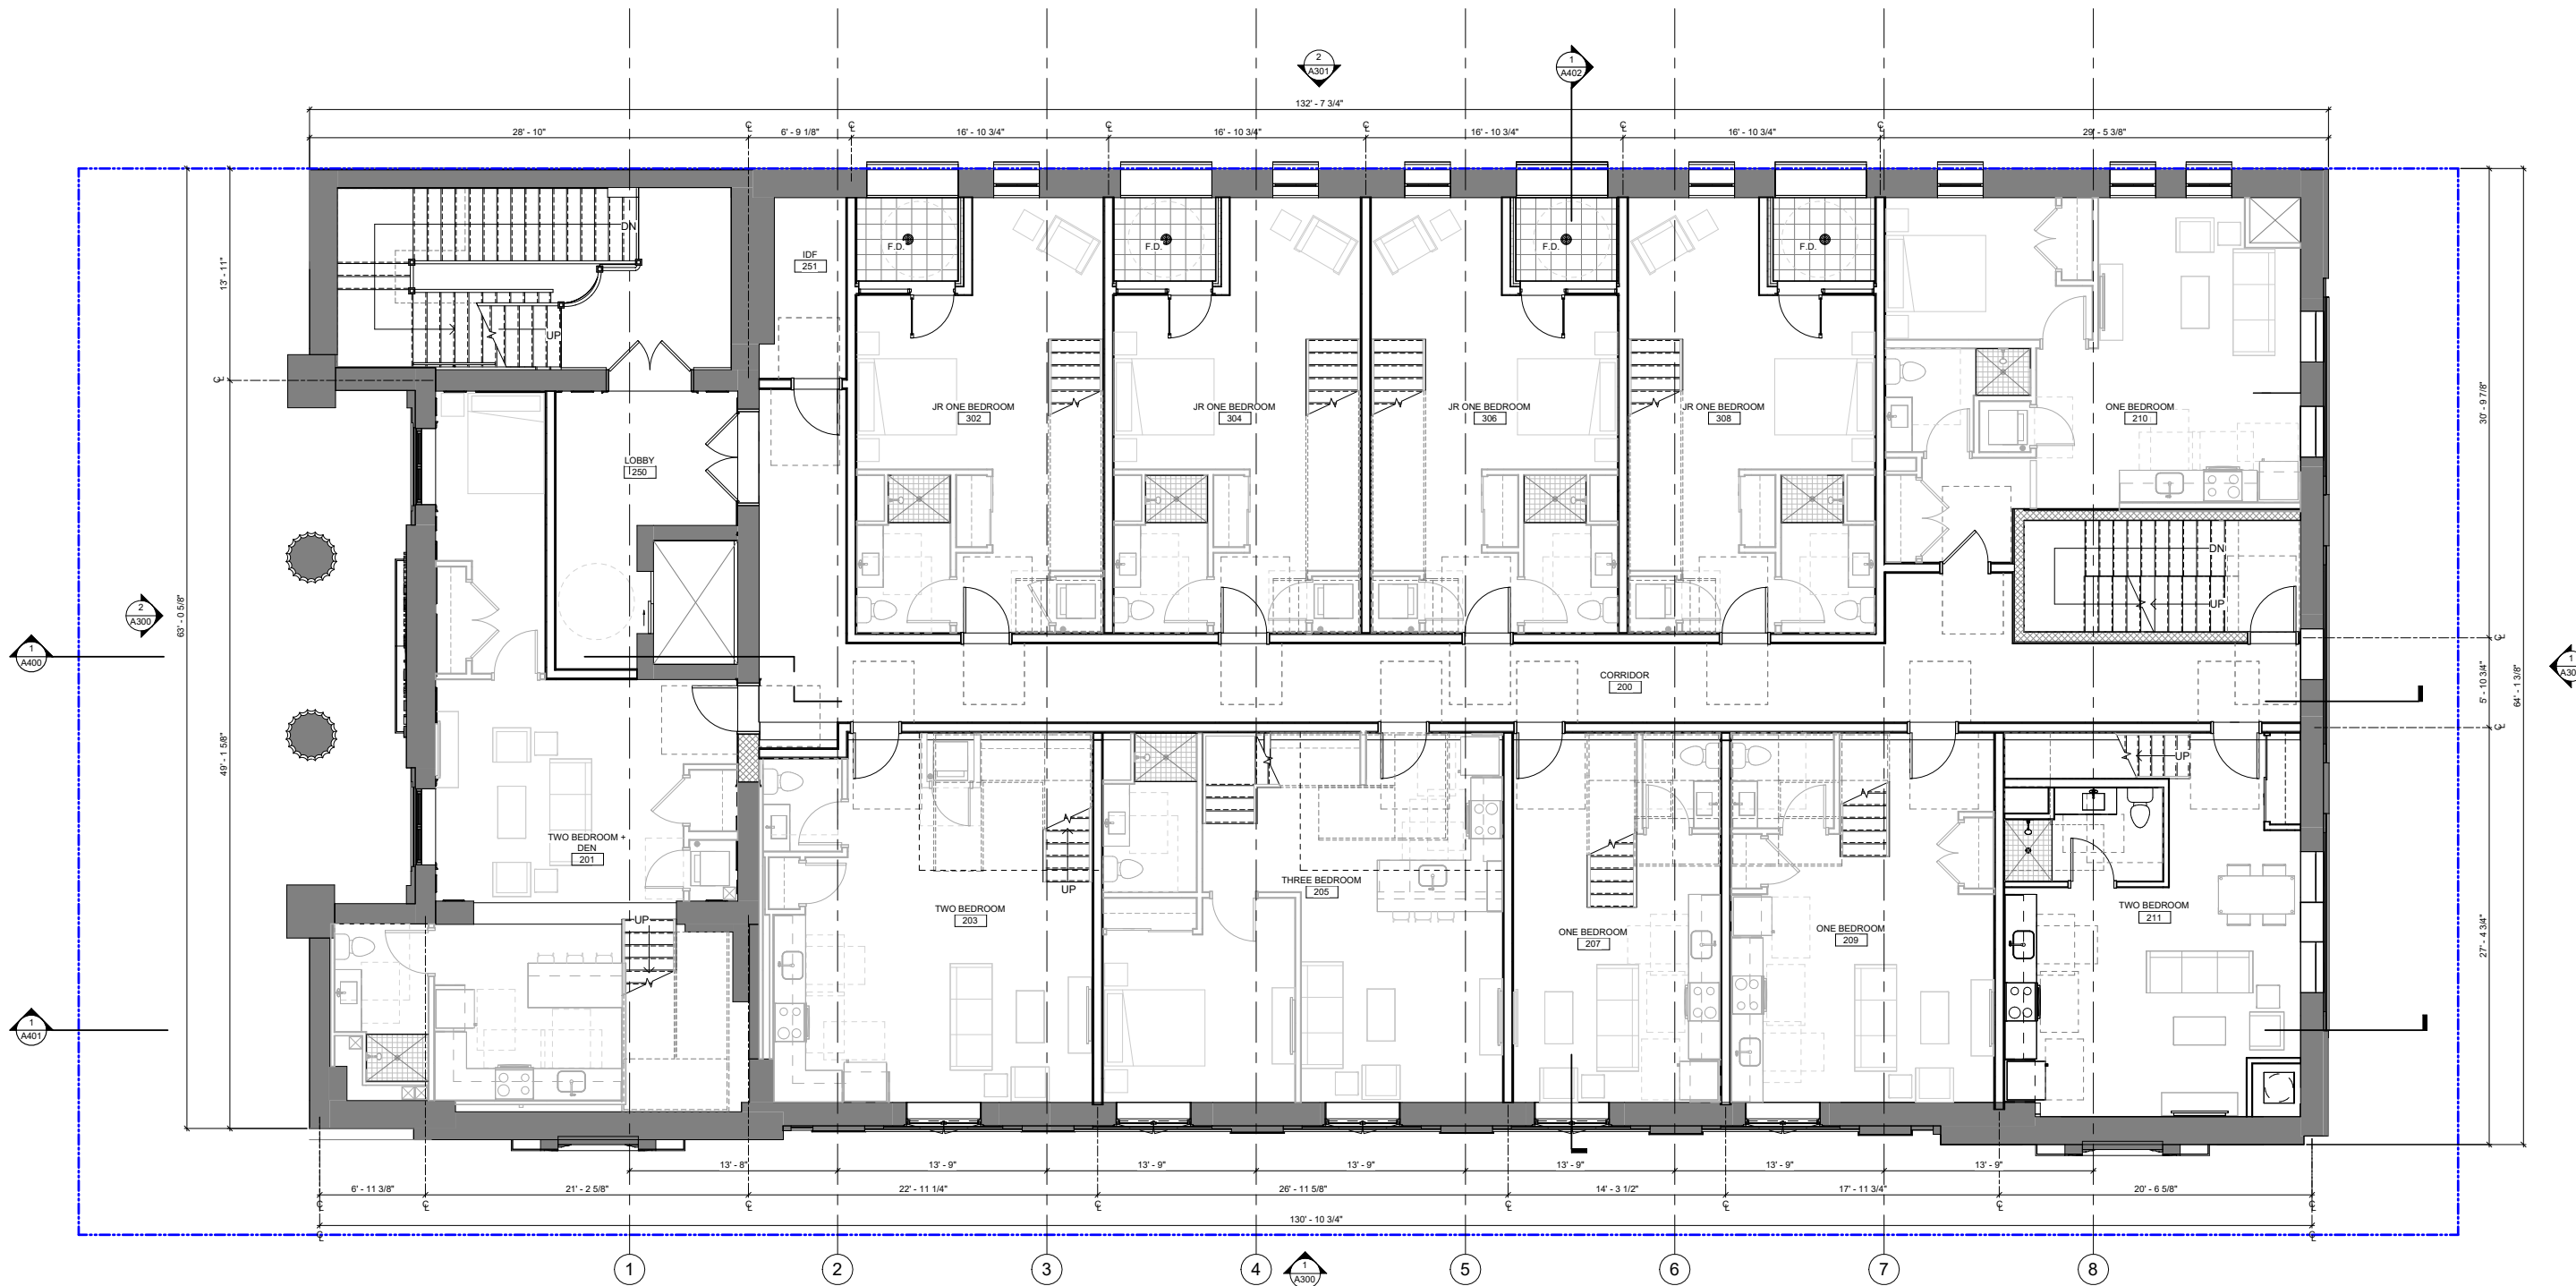 2
A301
1
A402
132' - 7 3/4"
28' - 10"
6' - 9 1/8"
16' - 10 3/4"
16' - 10 3/4"
16' - 10 3/4"
16' - 10 3/4"
29' - 5 3/8"
DN
UP
IDF
251
F.D.
F.D.
F.D.
F.D.
13' - 11"
63' - 0 5/8"
49' - 1 5/8"
30' - 9 7/8"
5' - 10 3/4"
64' - 1 3/8"
27' - 4 3/4"
JR ONE BEDROOM
302
JR ONE BEDROOM
304
JR ONE BEDROOM
306
JR ONE BEDROOM
308
ONE BEDROOM
210
LOBBY
250
DN
UP
2
A300
1
A400
1
A30
CORRIDOR
200
UP
TWO BEDROOM +
DEN
201
UP
THREE BEDROOM
205
TWO BEDROOM
203
UP
ONE BEDROOM
207
ONE BEDROOM
209
TWO BEDROOM
211
1
A401
13' - 8"
13' - 9"
13' - 9"
13' - 9"
13' - 9"
13' - 9"
13' - 9"
6' - 11 3/8"
21' - 2 5/8"
22' - 11 1/4"
26' - 11 5/8"
14' - 3 1/2"
17' - 11 3/4"
20' - 6 5/8"
130' - 10 3/4"
1
2
3
4
1
A300
5
6
7
8